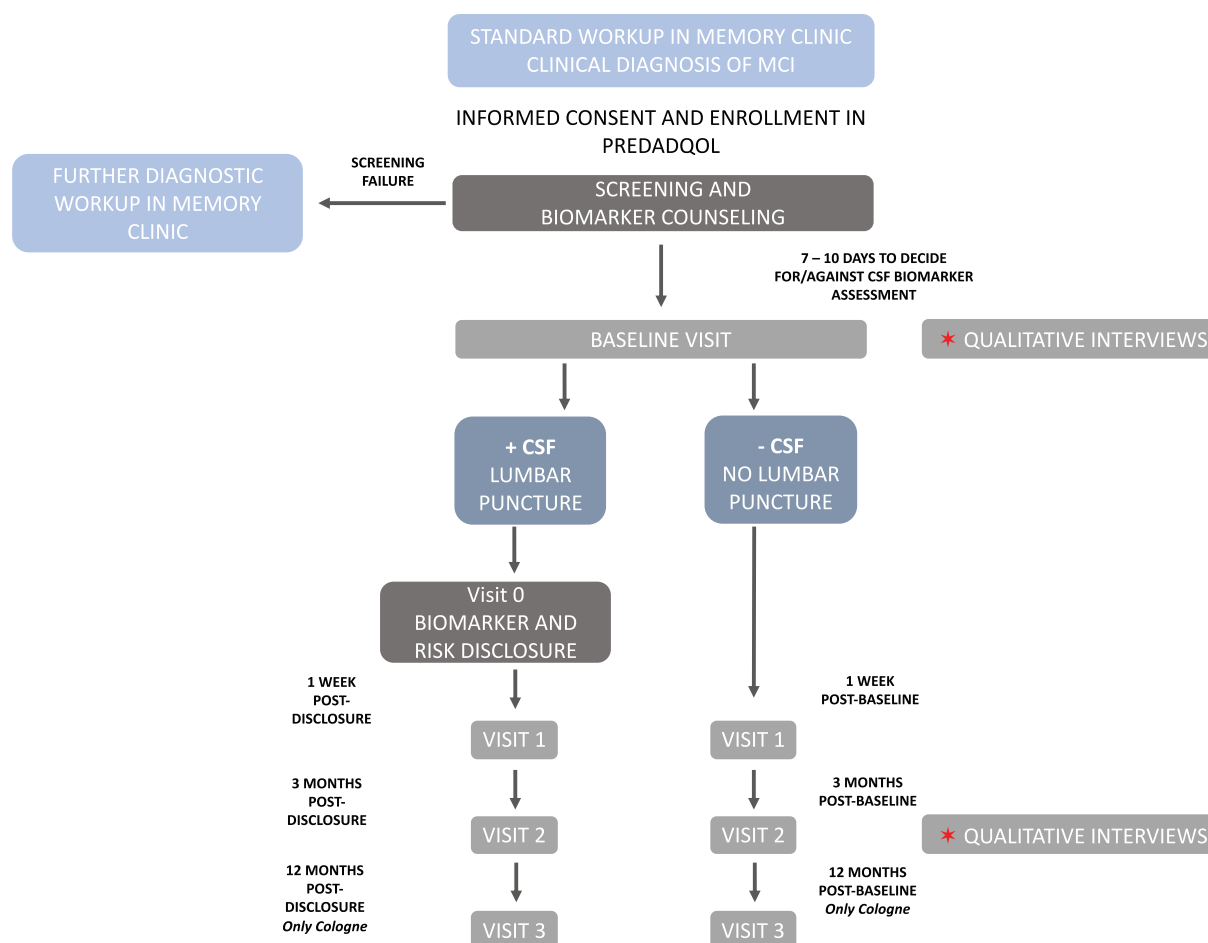 STANDARD WORKUP IN MEMORY CLINIC
CLINICAL DIAGNOSIS OF MCI
INFORMED CONSENT AND ENROLLMENT IN
PREDADQOL
SCREENING
FAILURE
FURTHER DIAGNOSTIC
WORKUP IN MEMORY
CLINIC
SCREENING AND
BIOMARKER COUNSELING
7 – 10 DAYS TO DECIDE
FOR/AGAINST CSF BIOMARKER
ASSESSMENT
BASELINE VISIT
✶ QUALITATIVE INTERVIEWS
+ CSF
LUMBAR
PUNCTURE
- CSF
NO LUMBAR
PUNCTURE
Visit 0
BIOMARKER AND
RISK DISCLOSURE
1 WEEK
POST-
DISCLOSURE
1 WEEK
POST-BASELINE
VISIT 1
VISIT 1
3 MONTHS
POST-
DISCLOSURE
3 MONTHS
POST-BASELINE
VISIT 2
VISIT 2
✶ QUALITATIVE INTERVIEWS
12 MONTHS
POST-
DISCLOSURE
Only Cologne
12 MONTHS
POST-BASELINE
Only Cologne
VISIT 3
VISIT 3